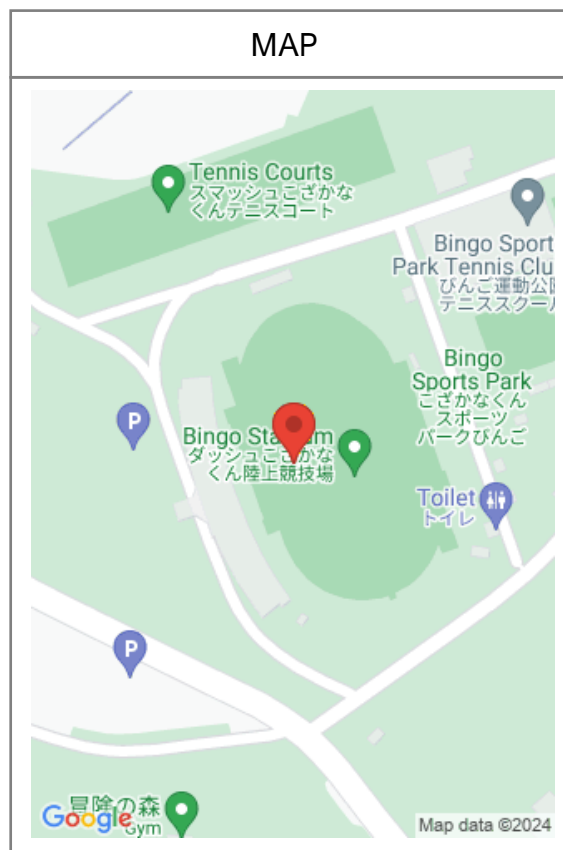 MAP
Tennis Courts
スマッシュこざかな
くんテニスコート
Bingo Sport
Park Tennis Clu
びんご運動公園
テニススクール
Bingo
Sports Park
こざかなくん
スポーツ
パークびんご
P
Bingo Stadium
ダッシュこざかな
くん陸上競技場
Toilet
トイレ
P
冒険の森
Gym
Google
Map data ©2024